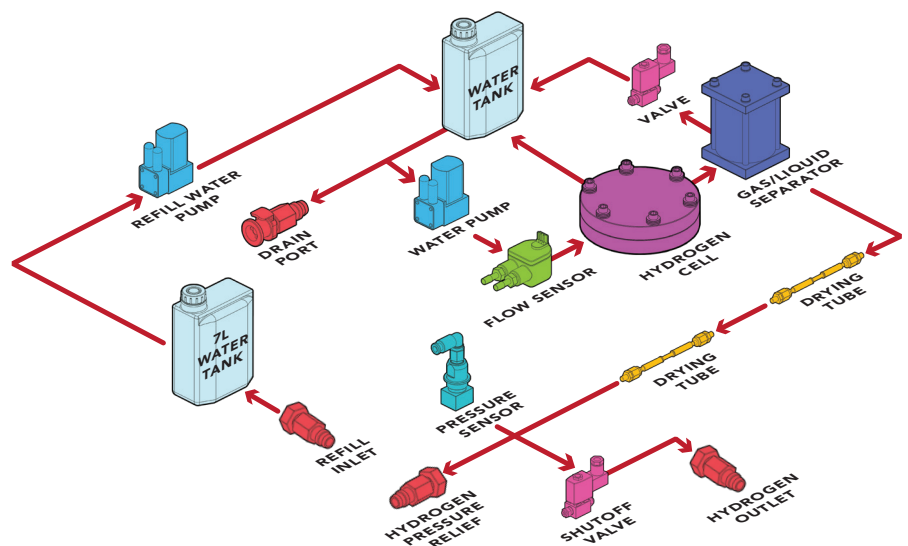 WATER
TANK
VALVE
GAS/LIQUID
SEPARATOR
REFILL WATER
PUMP
DRAIN
PORT
WATER PUMP
FLOW SENSOR
HYDROGEN
CELL
DRYING
TUBE
7L
WATER
TANK
DRYING
TUBE
PRESSURE
SENSOR
REFILL
INLET
HYDROGEN
PRESSURE
RELIEF
SHUTOFF
VALVE
HYDROGEN
OUTLET